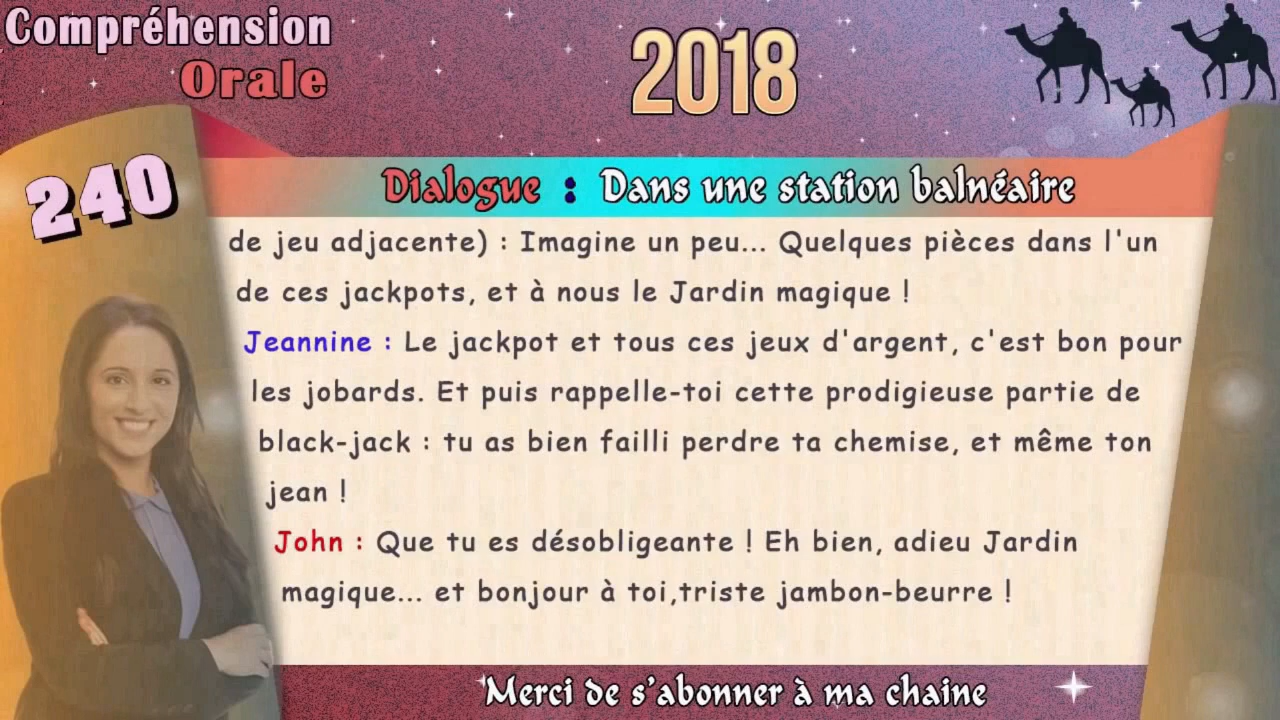 Compréhension
Orale
2018
240
Dialogue : Dans une station balnéaire
de jeu adjacente) : Imagine un peu... Quelques pièces dans l'un
de ces jackpots, et à nous le Jardin magique !
Jeannine : Le jackpot et tous ces jeux d'argent, c'est bon pour
les jobards. Et puis rappelle-toi cette prodigieuse partie de
black-jack : tu as bien failli perdre ta chemise, et même ton
jean !
John : Que tu es désobligeante ! Eh bien, adieu Jardin
magique... et bonjour à toi,triste jambon-beurre !
Merci de s'abonner à ma chaine